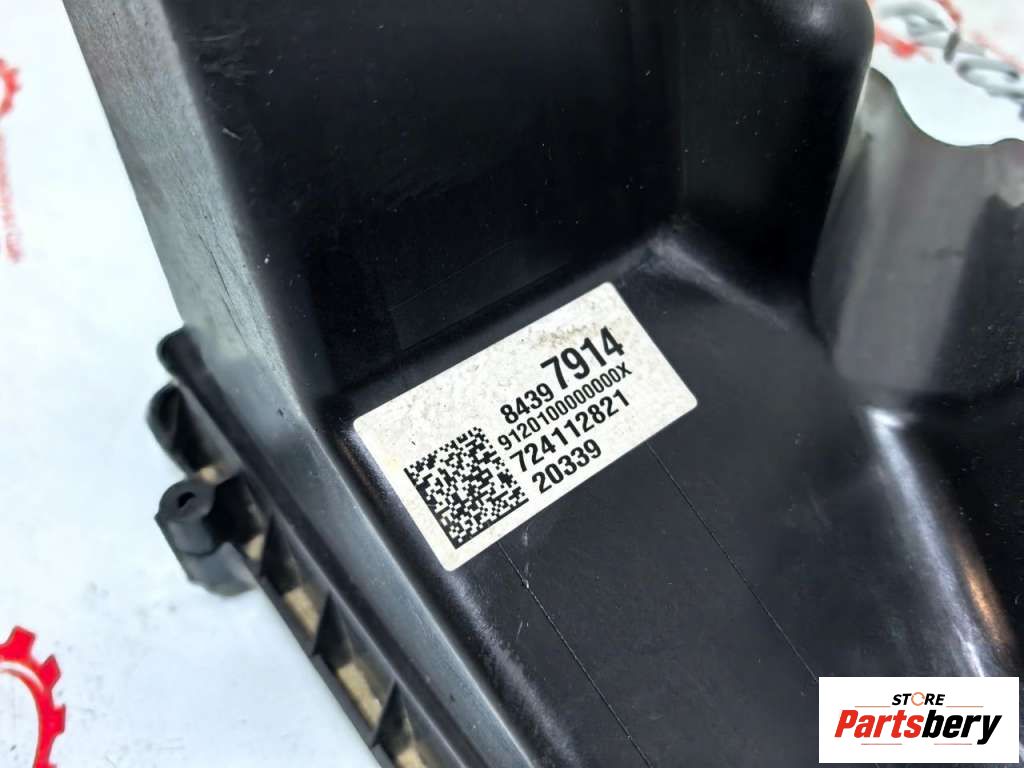 84397914
9120100000000X
724112821
20339
STORE
Partsbery